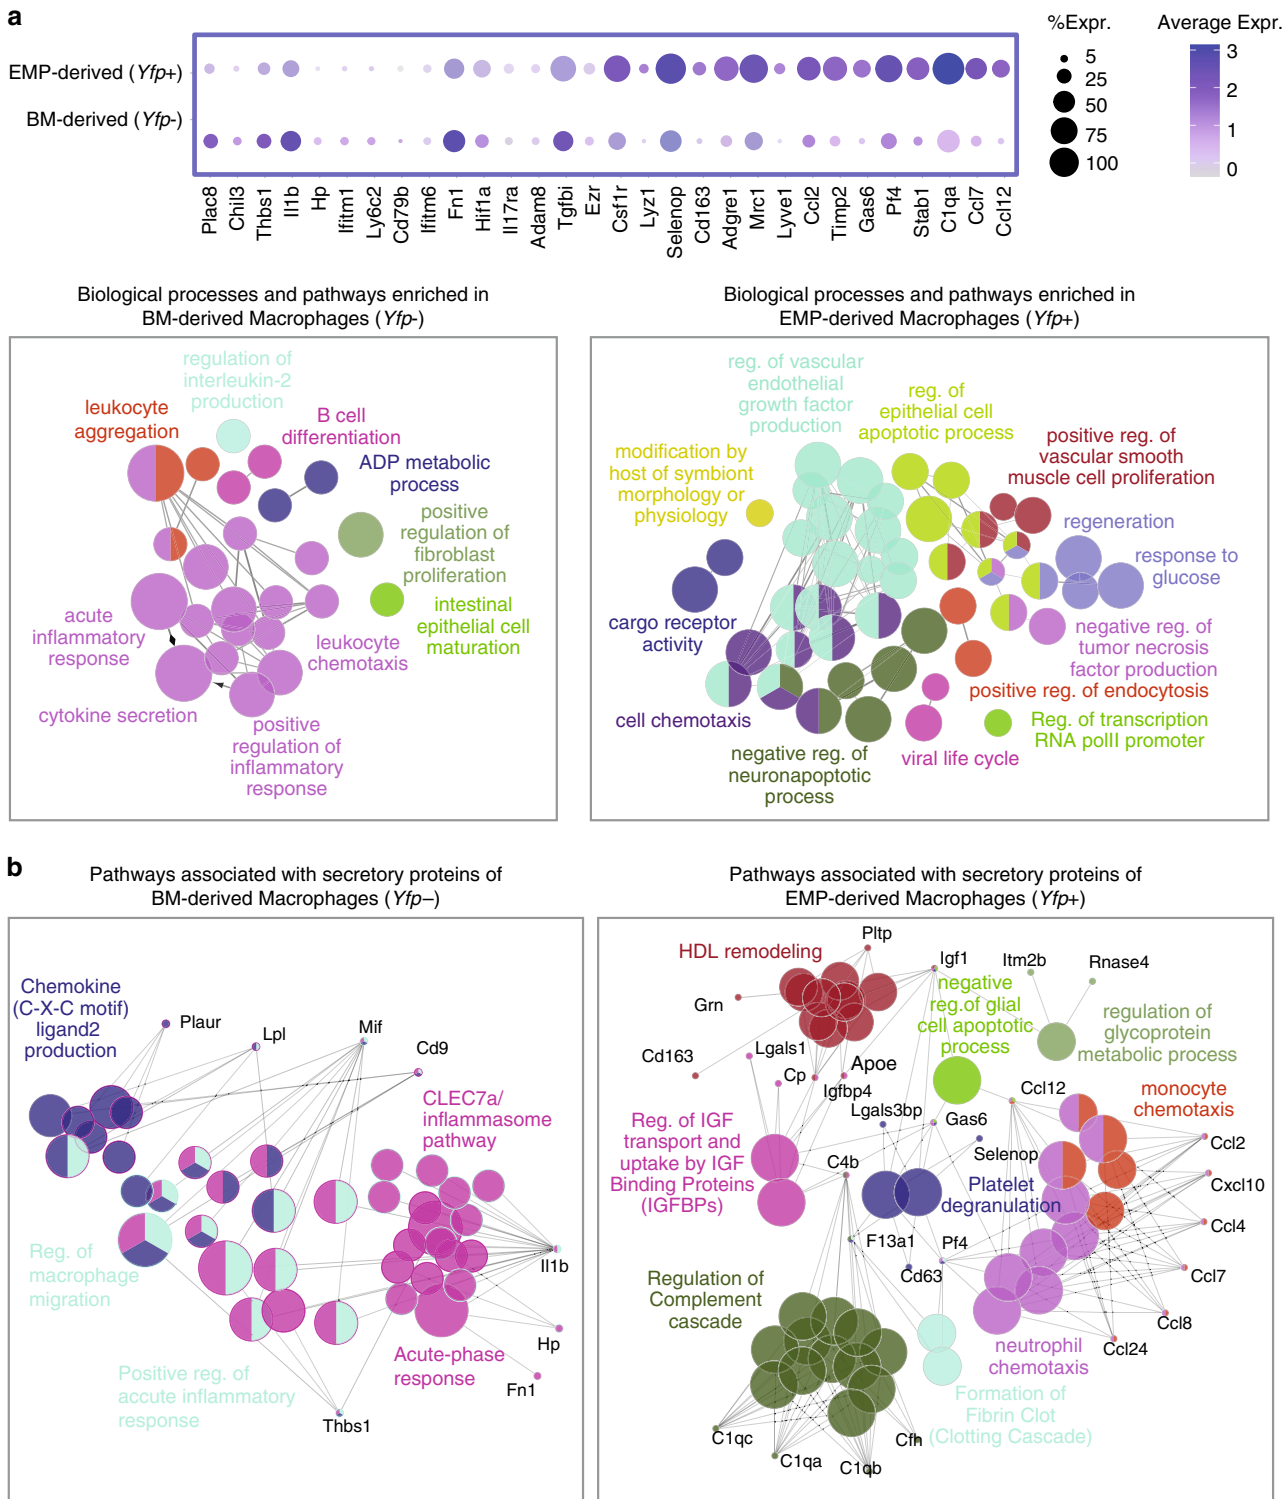 a
%Expr.
Average Expr.
EMP-derived (Yfp+)
BM-derived (Yfp-)
5
25
50
75
100
3
2
1
0
Plac8
Chil3
Thbs1
Il1b
Hp
Ifitm1
Ly6c2
Cd79b
Ifitm6
Fn1
Hif1a
Il17ra
Adam8
Tgfbi
Ezr
Csf1r
Lyz1
Selenop
Cd163
Adgre1
Mrc1
Lyve1
Ccl2
Timp2
Gas6
Pf4
Stab1
C1qa
Ccl7
Ccl12
Biological processes and pathways enriched in
BM-derived Macrophages (Yfp-)
regulation of
interleukin-2
production
leukocyte
aggregation
B cell
differentiation
ADP metabolic
process
positive
regulation of
fibroblast
proliferation
intestinal
epithelial cell
maturation
acute
inflammatory
response
leukocyte
chemotaxis
cytokine secretion
positive
regulation of
inflammatory
response
Biological processes and pathways enriched in
EMP-derived Macrophages (Yfp+)
reg. of vascular
endothelial
growth factor
production
reg. of
epithelial cell
apoptotic process
positive reg. of
vascular smooth
muscle cell proliferation
modification by
host of symbiont
morphology or
physiology
regeneration
response to
glucose
cargo receptor
activity
negative reg. of
tumor necrosis
factor production
positive reg. of endocytosis
cell chemotaxis
Reg. of transcription
RNA polII promoter
negative reg. of
neuronapoptotic
process
viral life cycle
b
Pathways associated with secretory proteins of
BM-derived Macrophages (Yfp–)
Chemokine
(C-X-C motif)
ligand2
production
Plaur
Lpl
Mif
Cd9
CLEC7a/
inflammasome
pathway
Reg. of
macrophage
migration
Il1b
Hp
Acute-phase
response
Fn1
Positive reg. of
accute inflammatory
response
Thbs1
Pathways associated with secretory proteins of
EMP-derived Macrophages (Yfp+)
HDL remodeling
Pltp
Igf1
Itm2b
Rnase4
Grn
negative
reg.of glial
cell apoptotic
process
regulation of
glycoprotein
metabolic process
Cd163
Lgals1
Cp
Igfbp4
Apoe
Lgals3bp
Gas6
Ccl12
monocyte
chemotaxis
Reg. of IGF
transport and
uptake by IGF
Binding Proteins
(IGFBPs)
C4b
Selenop
Platelet
degranulation
Ccl2
Cxcl10
Ccl4
F13a1
Pf4
Cd63
Ccl7
Regulation of
Complement
cascade
Ccl8
Ccl24
neutrophil
chemotaxis
Formation of
Fibrin Clot
(Clotting Cascade)
C1qc
C1qa
C1qb
Cfh